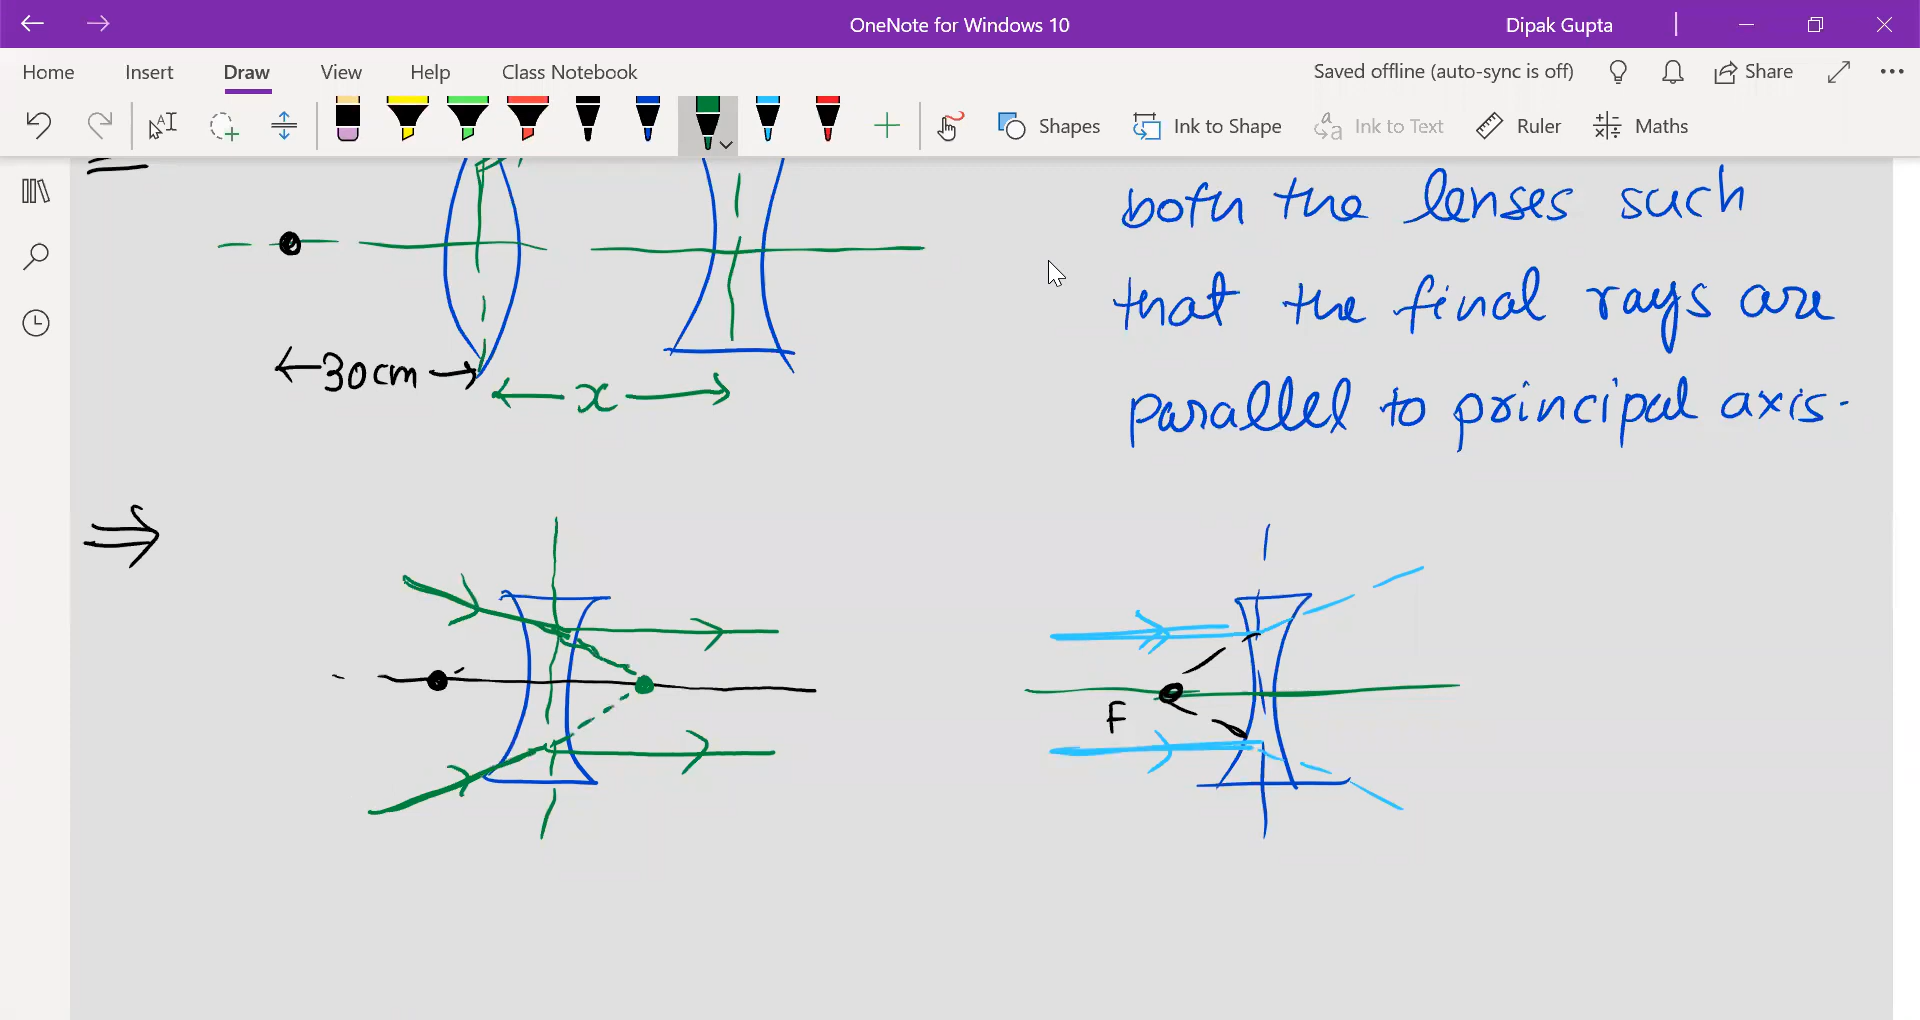 OneNote for Windows 10
Dipak Gupta
Home Insert Draw View Help Class Notebook
Saved offline (auto-sync is off) Share
Shapes Ink to Shape Ink to Text Ruler Maths
both the lenses such
that the final rays are
30cm
x
parallel to principal axis.
F